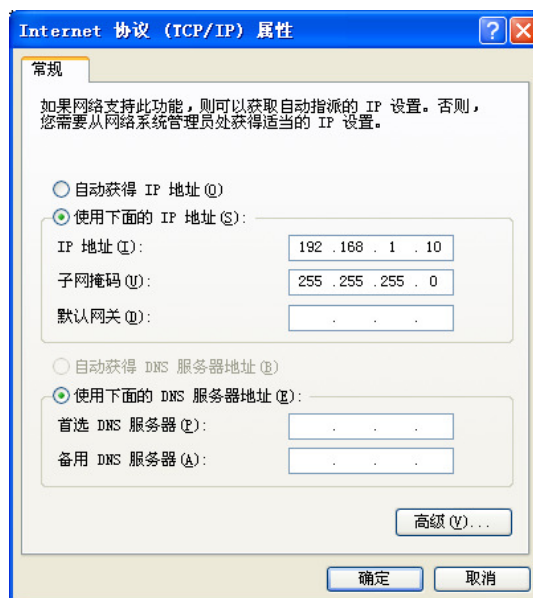 Internet 协议 (TCP/IP) 属性
常规
如果网络支持此功能，则可以获取自动指派的 IP 设置。否则，
您需要从网络系统管理员处获得适当的 IP 设置。
自动获得 IP 地址(O)
使用下面的 IP 地址(S):
IP 地址(I): 192 .168 . 1 . 10
子网掩码(U): 255 .255 .255 . 0
默认网关(D): . . .
自动获得 DNS 服务器地址(B)
使用下面的 DNS 服务器地址(E):
首选 DNS 服务器(P): . . .
备用 DNS 服务器(A): . . .
高级(V)...
确定 取消